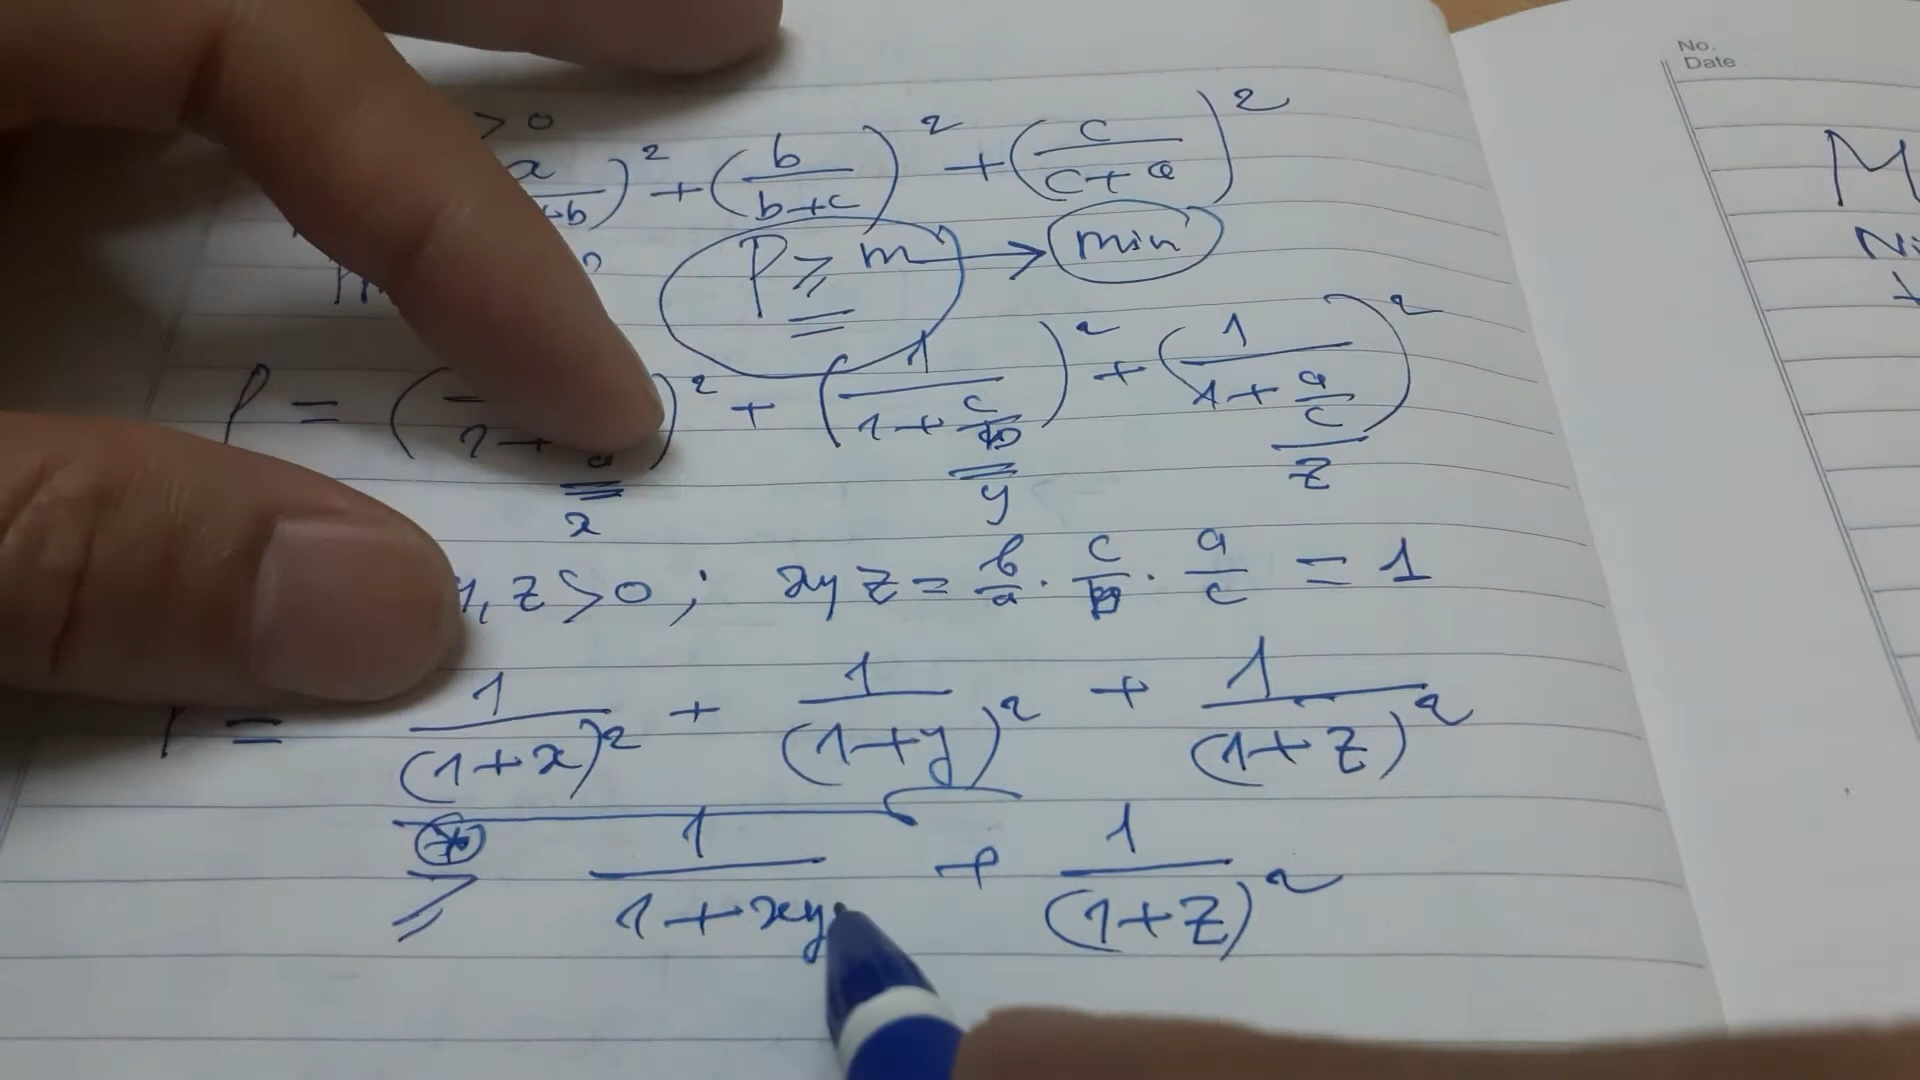 > 0
a/+b)² + (b/(b+c))² + (c/(c+a))²
P ≥ m → min
P = ( /1+ a)² + (1/(1+c/b))² + (1/(1+a/c))²
x y z
, z > 0 ; xyz = b/a . c/b . a/c = 1
= 1/(1+x)² + 1/(1+y)² + 1/(1+z)²
(*) ≥ 1/(1+xy + 1/(1+z)²
No.
Date
M